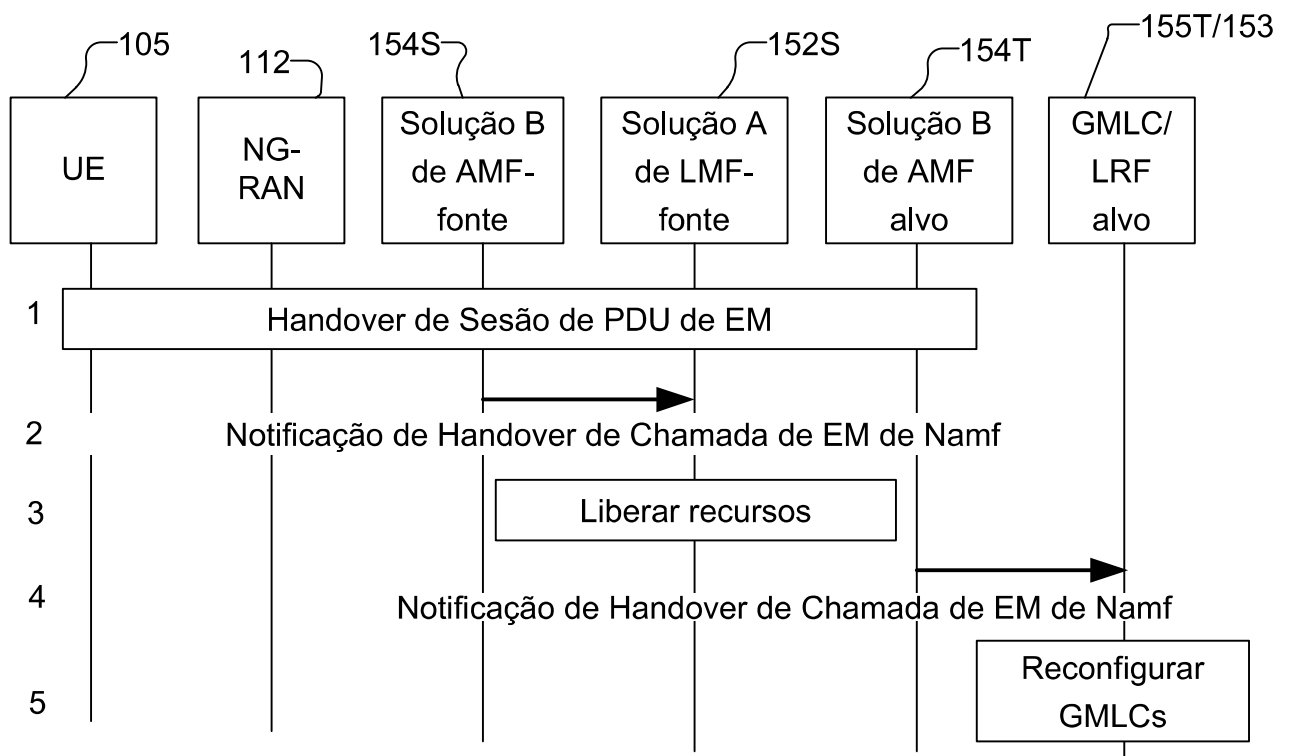 105
112
154S
152S
154T
155T/153
UE
NG-
RAN
Solução B
de AMF-
fonte
Solução A
de LMF-
fonte
Solução B
de AMF
alvo
GMLC/
LRF
alvo
1
Handover de Sesão de PDU de EM
2
Notificação de Handover de Chamada de EM de Namf
3
Liberar recursos
4
Notificação de Handover de Chamada de EM de Namf
5
Reconfigurar
GMLCs